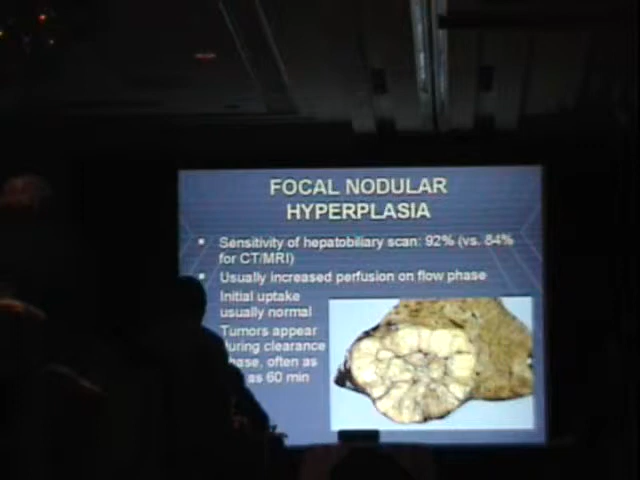 FOCAL NODULAR
HYPERPLASIA
Sensitivity of hepatobiliary scan: 92% (vs. 84%
for CT/MRI)
Usually increased perfusion on flow phase
Initial uptake
usually normal
Tumors appear
during clearance
phase, often as
as 60 min